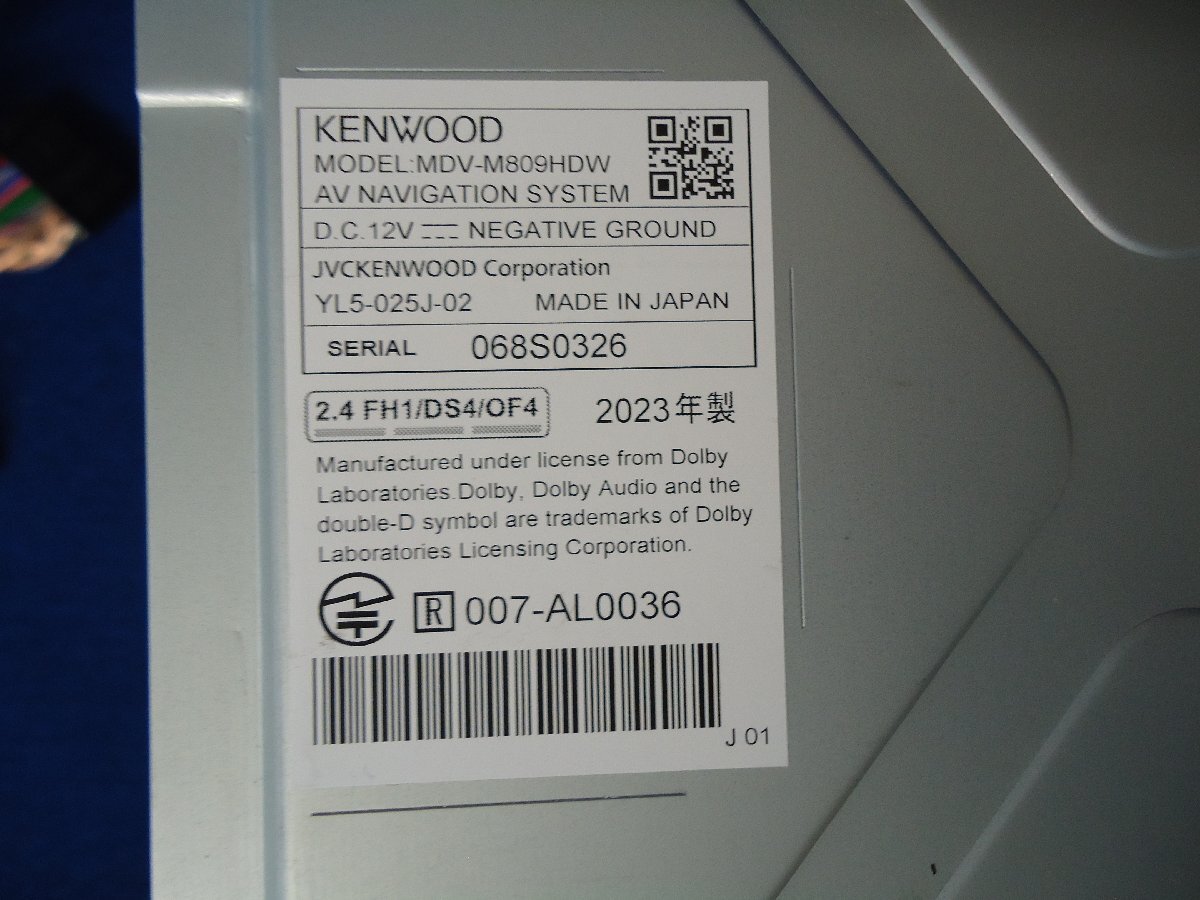 KENWOOD
MODEL:MDV-M809HDW
AV NAVIGATION SYSTEM
D.C.12V ⎓ NEGATIVE GROUND
JVCKENWOOD Corporation
YL5-025J-02 MADE IN JAPAN
SERIAL 068S0326
2.4 FH1/DS4/OF4 2023年製
Manufactured under license from Dolby
Laboratories.Dolby, Dolby Audio and the
double-D symbol are trademarks of Dolby
Laboratories Licensing Corporation.
R 007-AL0036
J 01